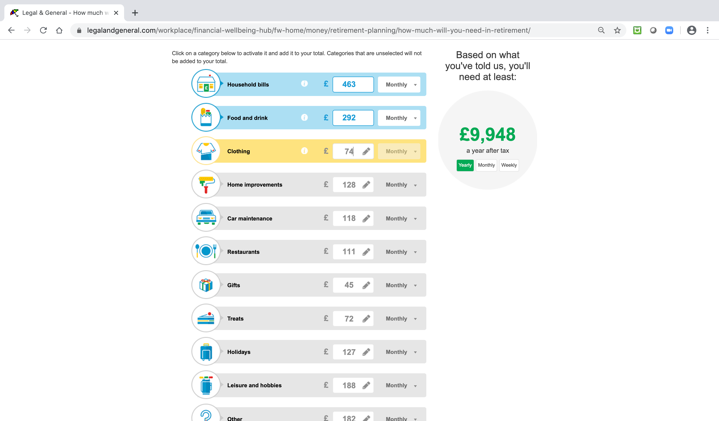 Legal & General - How much w
legalandgeneral.com/workplace/financial-wellbeing-hub/fw-home/money/retirement-planning/how-much-will-you-need-in-retirement/
Click on a category below to activate it and add it to your total. Categories that are unselected will not
be added to your total.
Household bills £ 463 Monthly
Food and drink £ 292 Monthly
Clothing £ 74 Monthly
Home improvements £ 128 Monthly
Car maintenance £ 118 Monthly
Restaurants £ 111 Monthly
Gifts £ 45 Monthly
Treats £ 72 Monthly
Holidays £ 127 Monthly
Leisure and hobbies £ 188 Monthly
Other £ 182 Monthly
Based on what
you've told us, you'll
need at least:
£9,948
a year after tax
Yearly Monthly Weekly